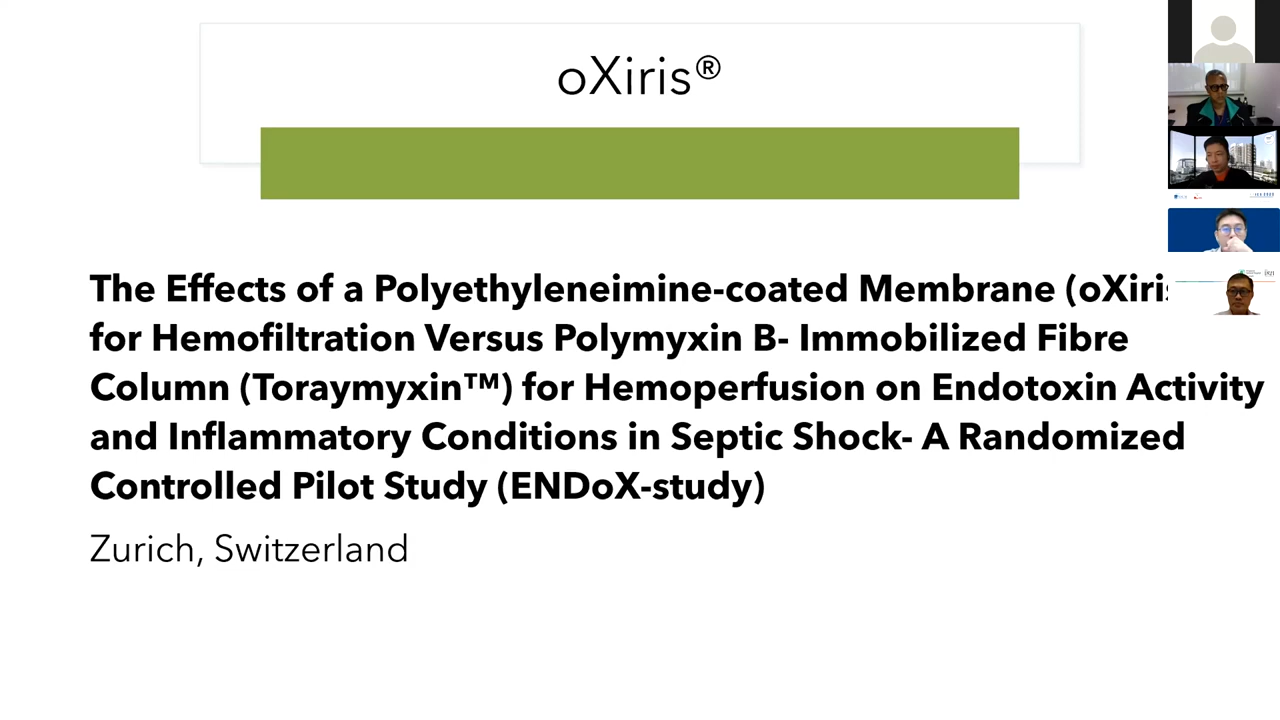 oXiris®
The Effects of a Polyethyleneimine-coated Membrane (oXiris
for Hemofiltration Versus Polymyxin B- Immobilized Fibre
Column (Toraymyxin™) for Hemoperfusion on Endotoxin Activity
and Inflammatory Conditions in Septic Shock- A Randomized
Controlled Pilot Study (ENDoX-study)
Zurich, Switzerland